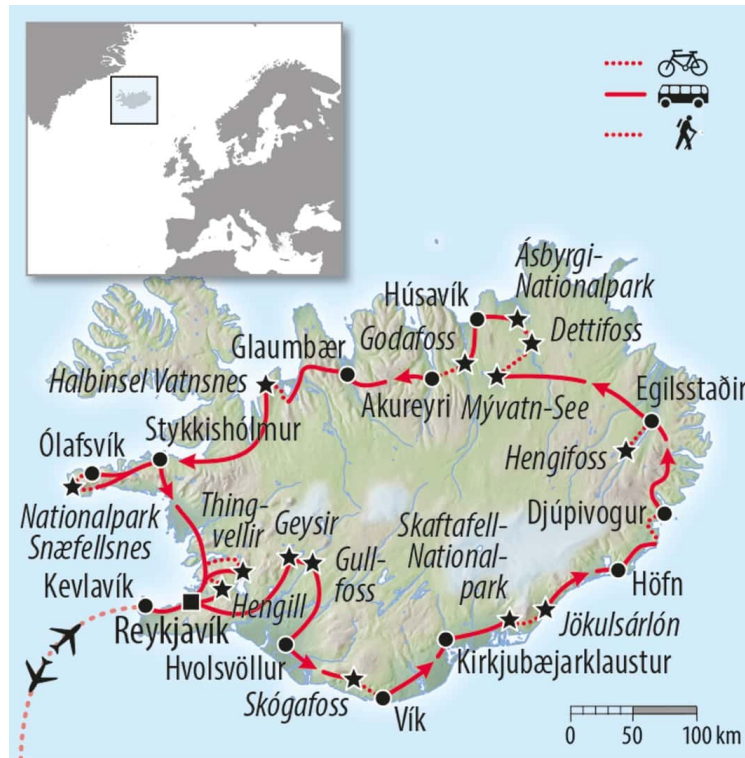 Ásbyrgi-
Nationalpark
Húsavík
Godafoss
Dettifoss
Glaumbær
Halbinsel Vatnsnes
Akureyri
Mývatn-See
Egilsstaðir
Stykkishólmur
Ólafsvík
Hengifoss
Nationalpark
Snæfellsnes
Thing-
vellir
Geysir
Gull-
foss
Skaftafell-
National-
park
Djúpivogur
Kevlavík
Hengill
Reykjavík
Höfn
Jökulsárlón
Hvolsvöllur
Kirkjubæjarklaustur
Skógafoss
Vík
0 50 100 km